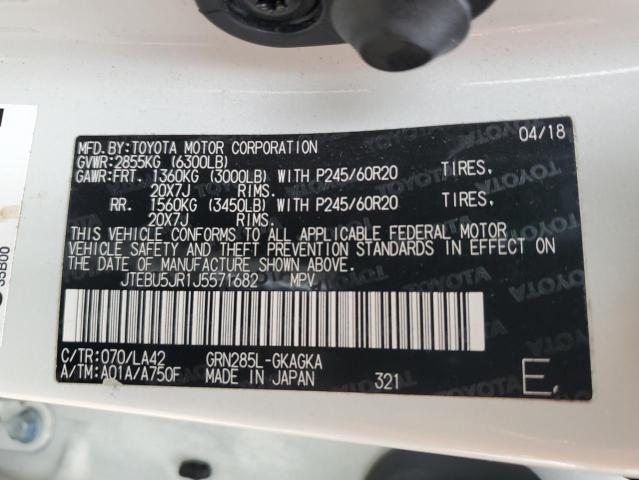 MFD.BY:TOYOTA MOTOR CORPORATION 04/18
GVWR:2855KG (6300LB)
GAWR:FRT. 1360KG (3000LB) WITH P245/60R20 TIRES,
20X7J RIMS.
RR. 1560KG (3450LB) WITH P245/60R20 TIRES,
20X7J RIMS.
THIS VEHICLE CONFORMS TO ALL APPLICABLE FEDERAL MOTOR
VEHICLE SAFETY AND THEFT PREVENTION STANDARDS IN EFFECT ON
THE DATE OF MANUFACTURE SHOWN ABOVE.
JTEBU5JR1J5571682 MPV
C/TR:070/LA42 GRN285L-GKAGKA
A/TM:A01A/A750F MADE IN JAPAN 321 E.
35B00